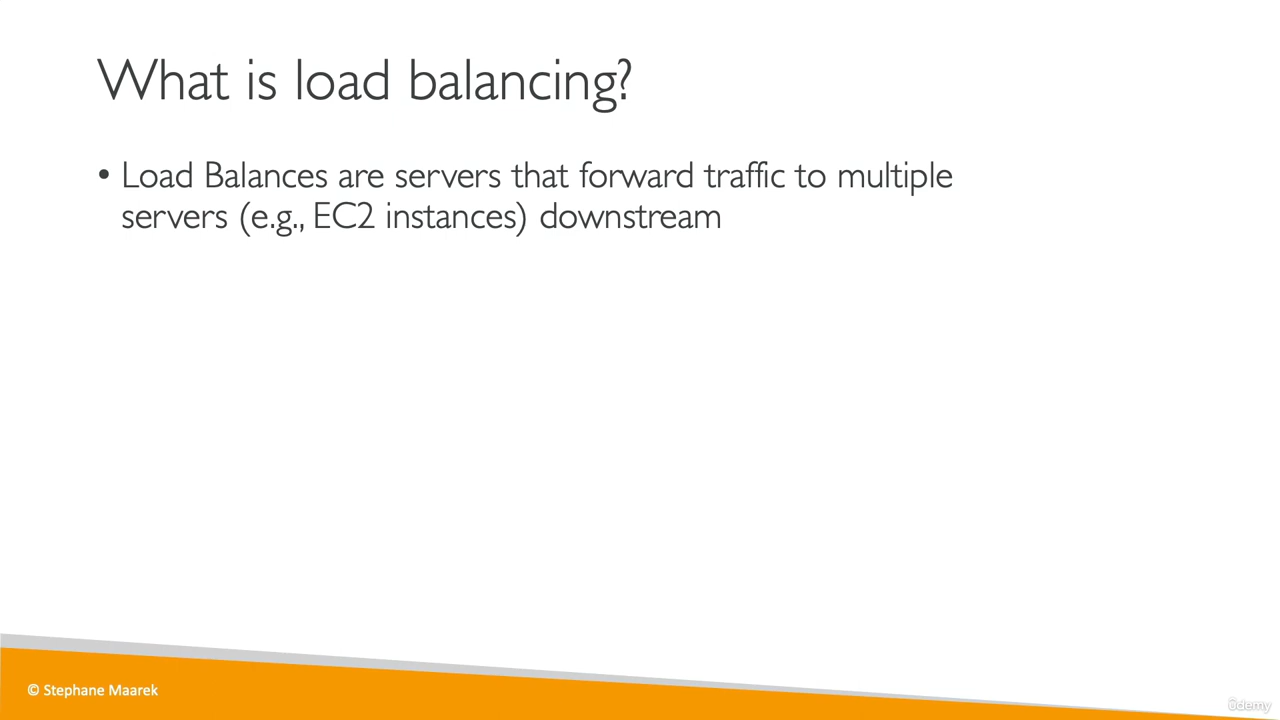 What is load balancing?
• Load Balances are servers that forward traffic to multiple
servers (e.g., EC2 instances) downstream
© Stephane Maarek
ûdemy